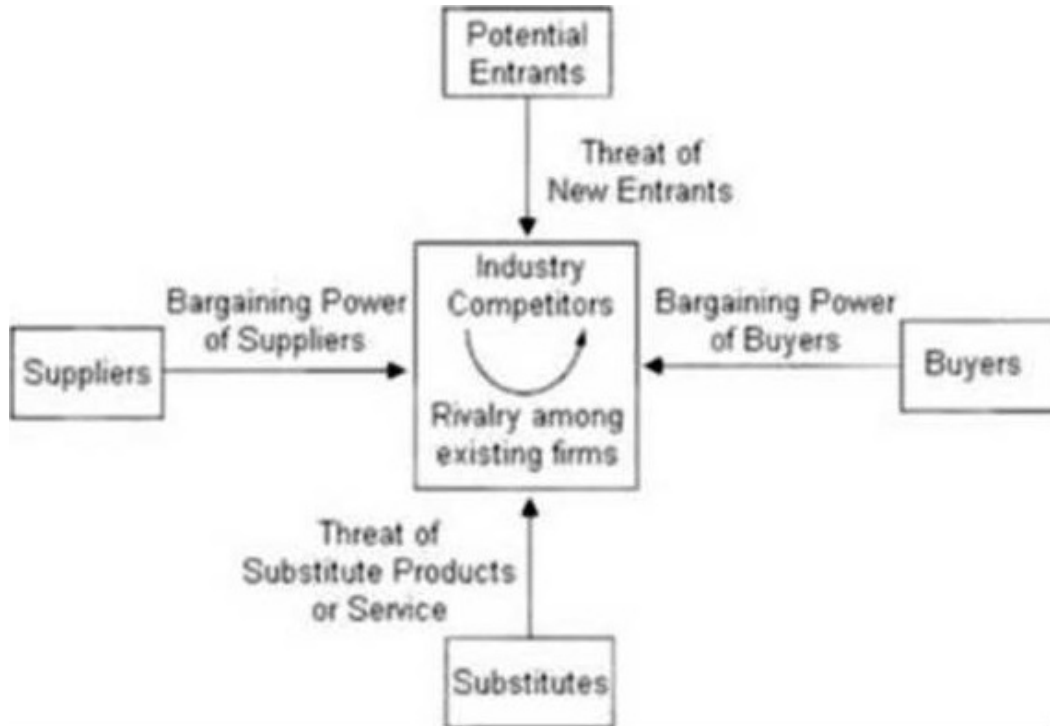 Potential
Entrants
Threat of
New Entrants
Industry
Competitors
Bargaining Power
of Suppliers
Bargaining Power
of Buyers
Suppliers
Buyers
Rivalry among
existing firms
Threat of
Substitute Products
or Service
Substitutes